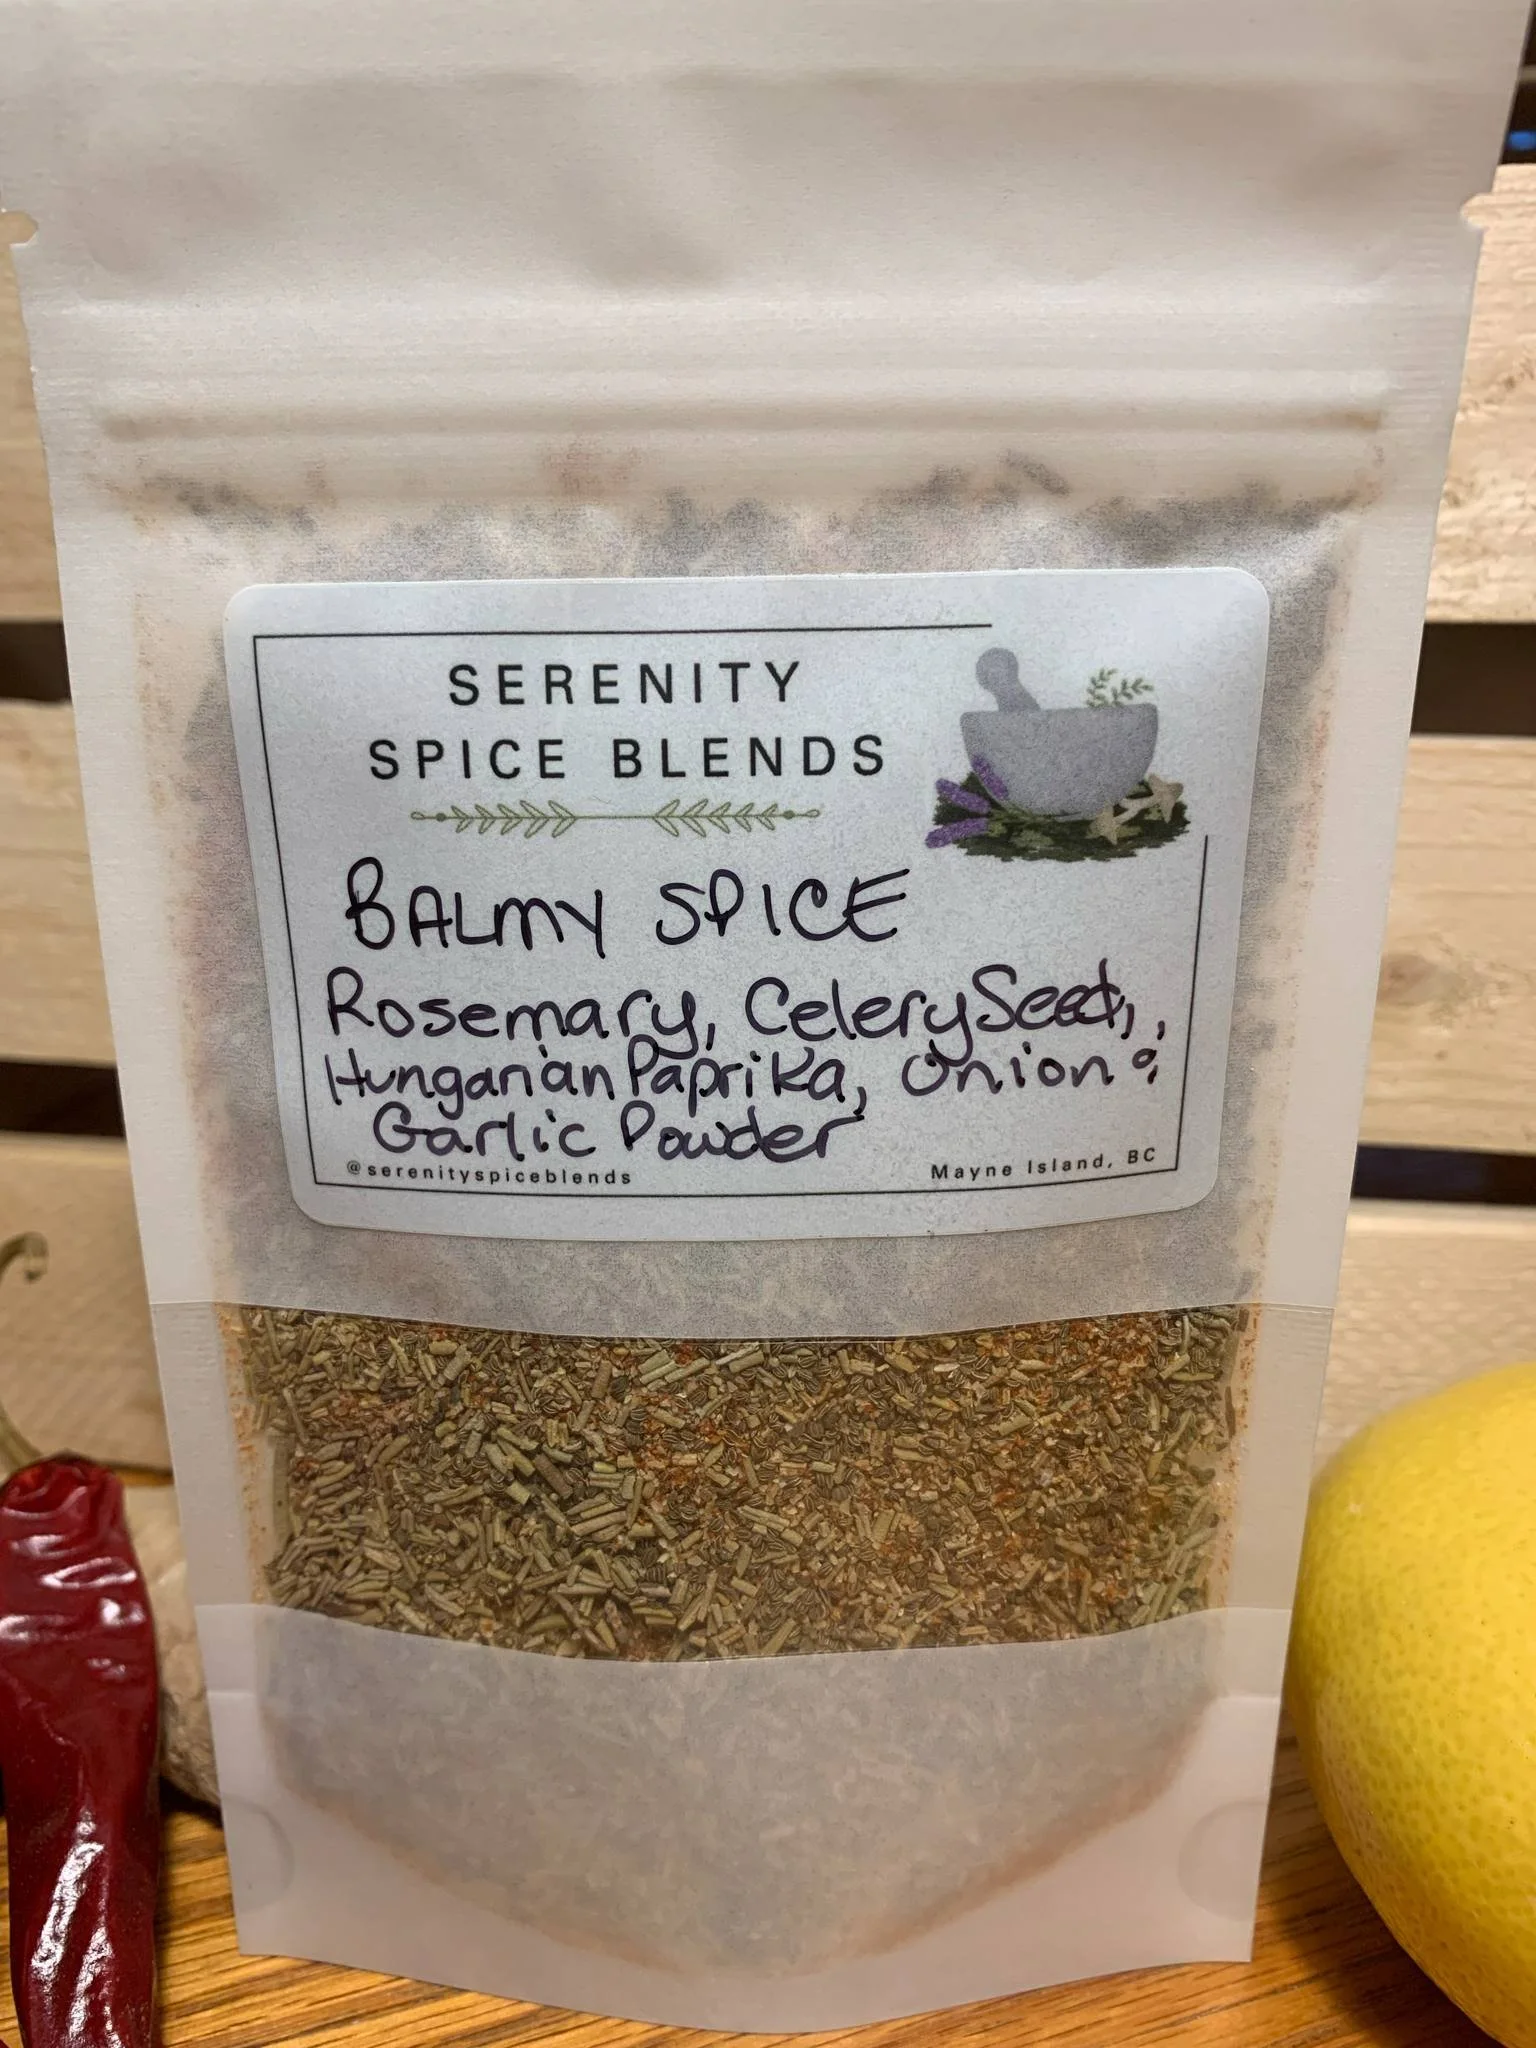 SERENITY
SPICE BLENDS
BALMY SPICE
Rosemary, Celery Seed, ,
Hungarian Paprika, Onion &
Garlic Powder
@serenityspiceblends
Mayne Island, BC